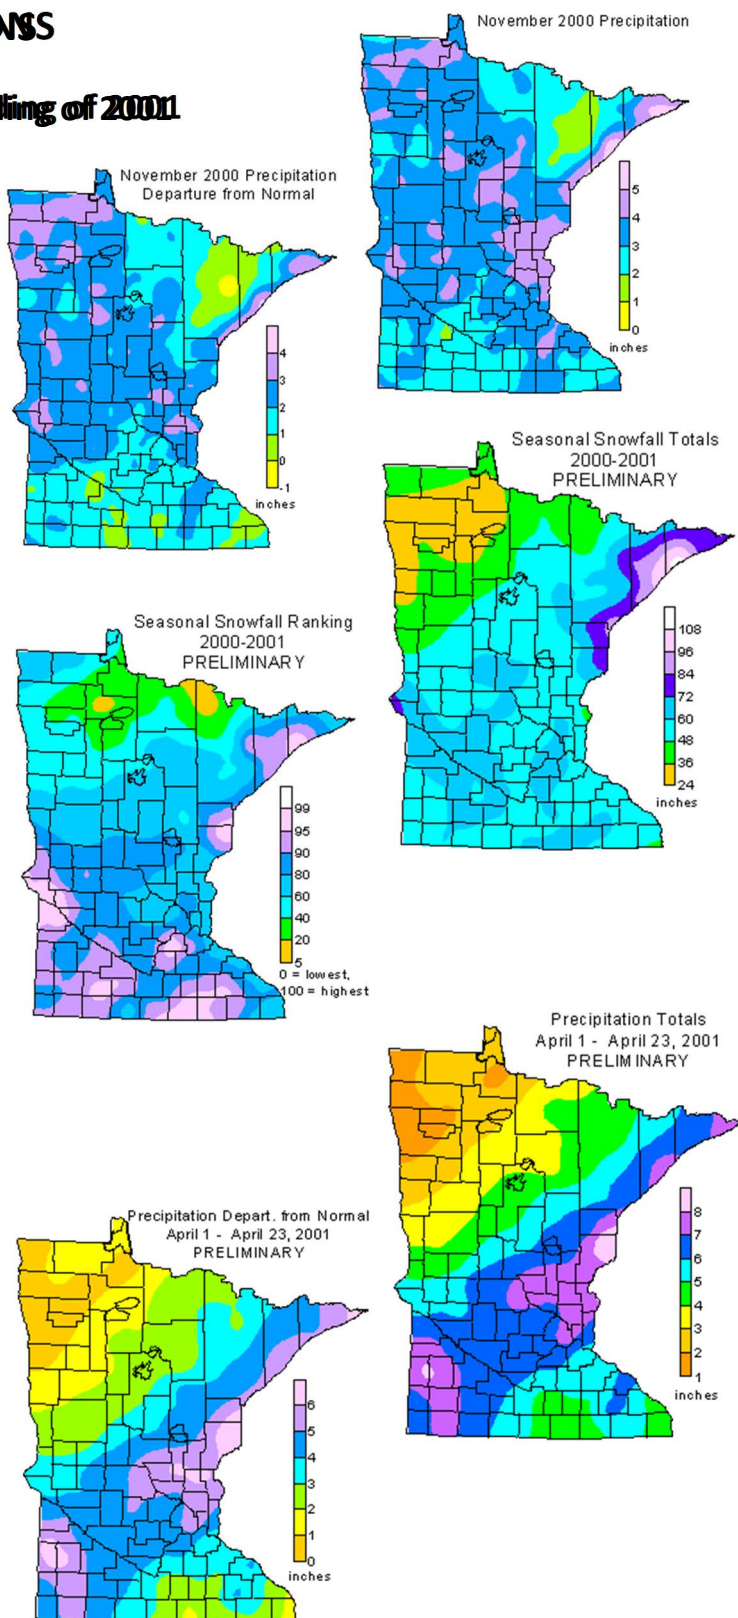 NS
ling of 2001
November 2000 Precipitation
5
4
3
2
1
0
inches
November 2000 Precipitation
Departure from Normal
4
3
2
1
0
-1
inches
Seasonal Snowfall Totals
2000-2001
PRELIMINARY
108
96
84
72
60
48
36
24
inches
Seasonal Snowfall Ranking
2000-2001
PRELIMINARY
99
95
90
80
60
40
20
5
0 = lowest,
100 = highest
Precipitation Totals
April 1 - April 23, 2001
PRELIMINARY
8
7
6
5
4
3
2
1
inches
Precipitation Depart. from Normal
April 1 - April 23, 2001
PRELIMINARY
6
5
4
3
2
1
0
inches